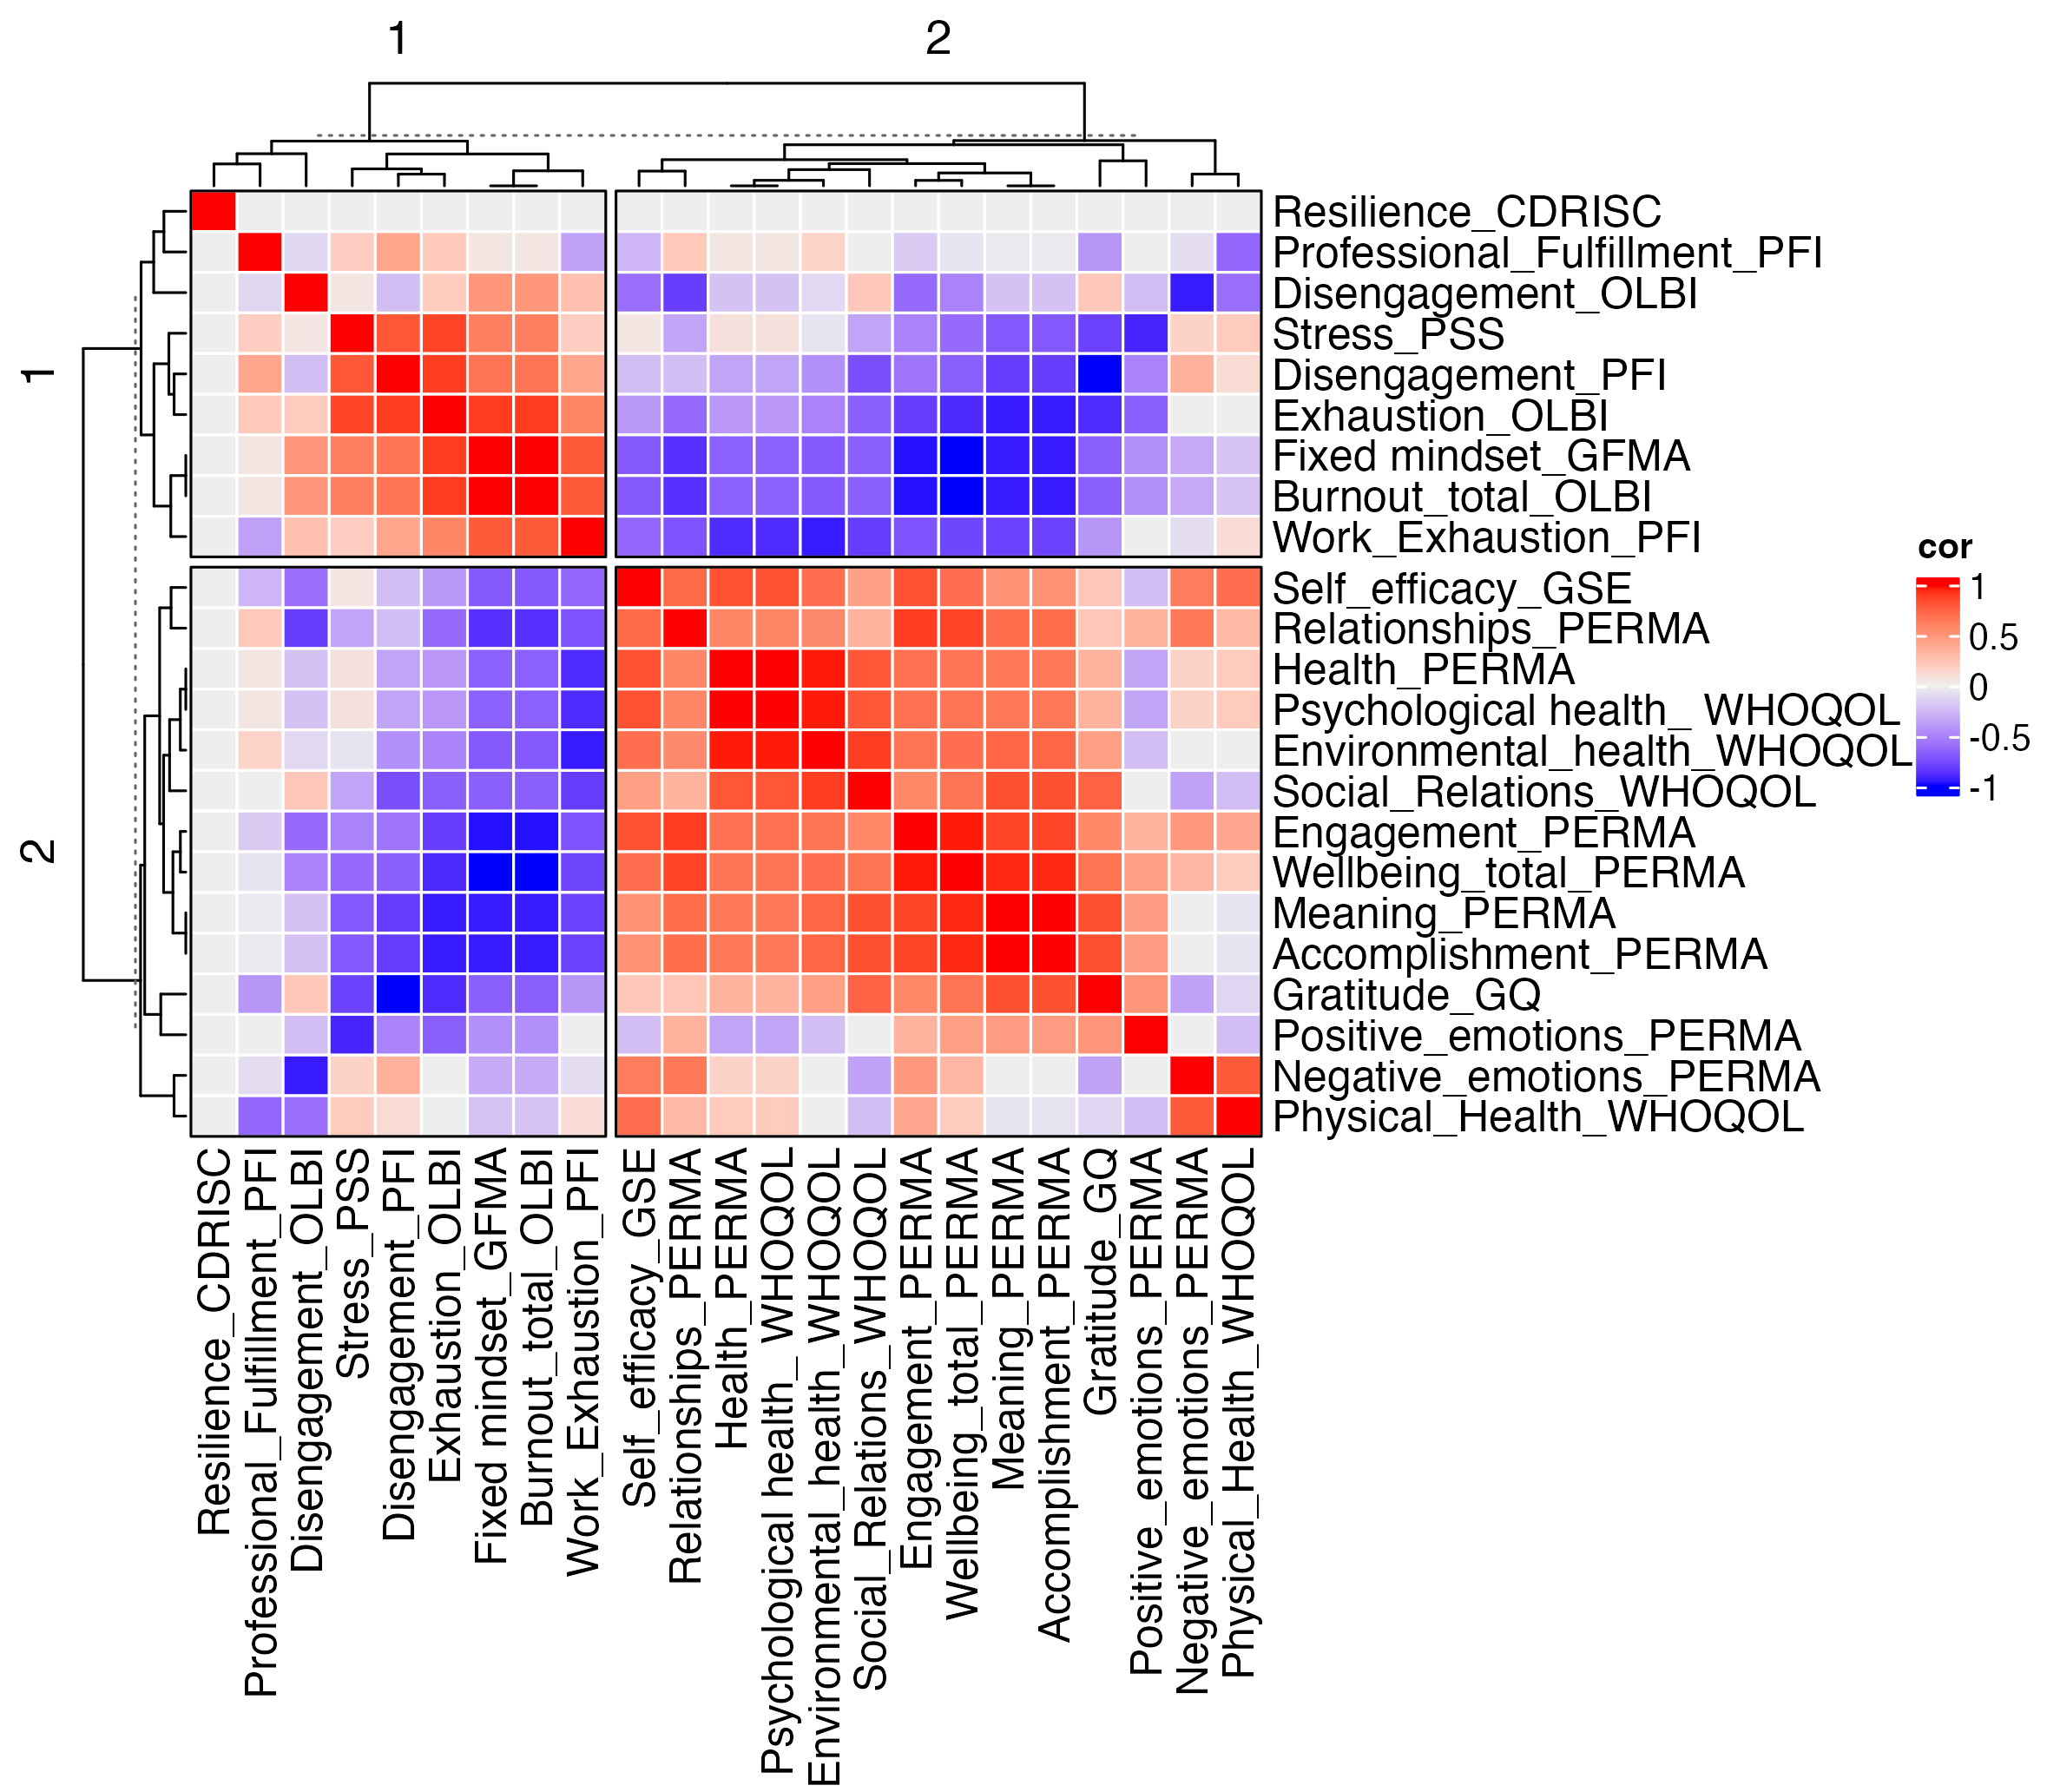 1
2
1
2
Resilience_CDRISC
Professional_Fulfillment_PFI
Disengagement_OLBI
Stress_PSS
Disengagement_PFI
Exhaustion_OLBI
Fixed mindset_GFMA
Burnout_total_OLBI
Work_Exhaustion_PFI
Self_efficacy_GSE
Relationships_PERMA
Health_PERMA
Psychological health_ WHOQOL
Environmental_health_WHOQOL
Social_Relations_WHOQOL
Engagement_PERMA
Wellbeing_total_PERMA
Meaning_PERMA
Accomplishment_PERMA
Gratitude_GQ
Positive_emotions_PERMA
Negative_emotions_PERMA
Physical_Health_WHOQOL
cor
1
0.5
0
-0.5
-1
Resilience_CDRISC
Professional_Fulfillment_PFI
Disengagement_OLBI
Stress_PSS
Disengagement_PFI
Exhaustion_OLBI
Fixed mindset_GFMA
Burnout_total_OLBI
Work_Exhaustion_PFI
Self_efficacy_GSE
Relationships_PERMA
Health_PERMA
Psychological health_ WHOQOL
Environmental_health_WHOQOL
Social_Relations_WHOQOL
Engagement_PERMA
Wellbeing_total_PERMA
Meaning_PERMA
Accomplishment_PERMA
Gratitude_GQ
Positive_emotions_PERMA
Negative_emotions_PERMA
Physical_Health_WHOQOL